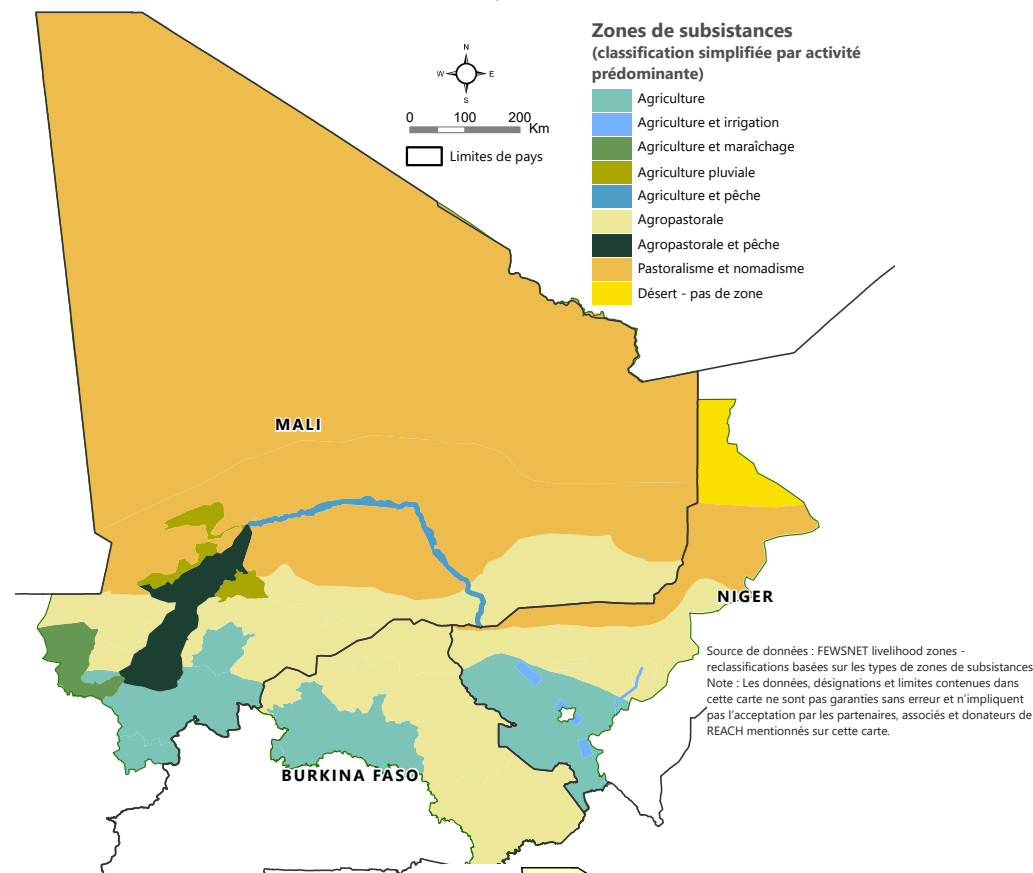 Zones de subsistances
(classification simplifiée par activité
prédominante)
N
W E
S
0 100 200
Km
Limites de pays
Agriculture
Agriculture et irrigation
Agriculture et maraîchage
Agriculture pluviale
Agriculture et pêche
Agropastorale
Agropastorale et pêche
Pastoralisme et nomadisme
Désert - pas de zone
MALI
NIGER
BURKINA FASO
Source de données : FEWSNET livelihood zones -
reclassifications basées sur les types de zones de subsistances
Note : Les données, désignations et limites contenues dans
cette carte ne sont pas garanties sans erreur et n'impliquent
pas l'acceptation par les partenaires, associés et donateurs de
REACH mentionnés sur cette carte.